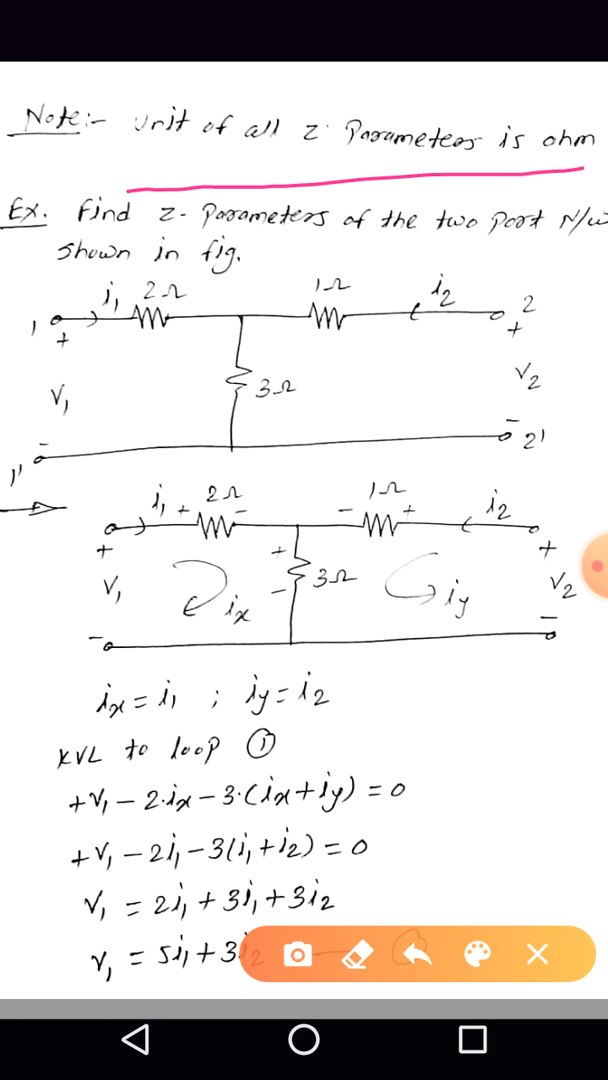 Note:- Unit of all z Parameters is ohm
Ex. Find z-Parameters of the two port N/w
shown in fig.
i1 2Ω 1Ω i2 2
1 + +
V1 3Ω V2
- -
1' 2'
i1 + 2Ω - - 1Ω + i2
+ + +
V1 ix 3Ω iy V2
- - -
ix = i1 ; iy = i2
KVL to loop ①
+V1 - 2·ix - 3·(ix+iy) = 0
+V1 - 2i1 - 3(i1+i2) = 0
V1 = 2i1 + 3i1 + 3i2
V1 = 5i1 + 3i2